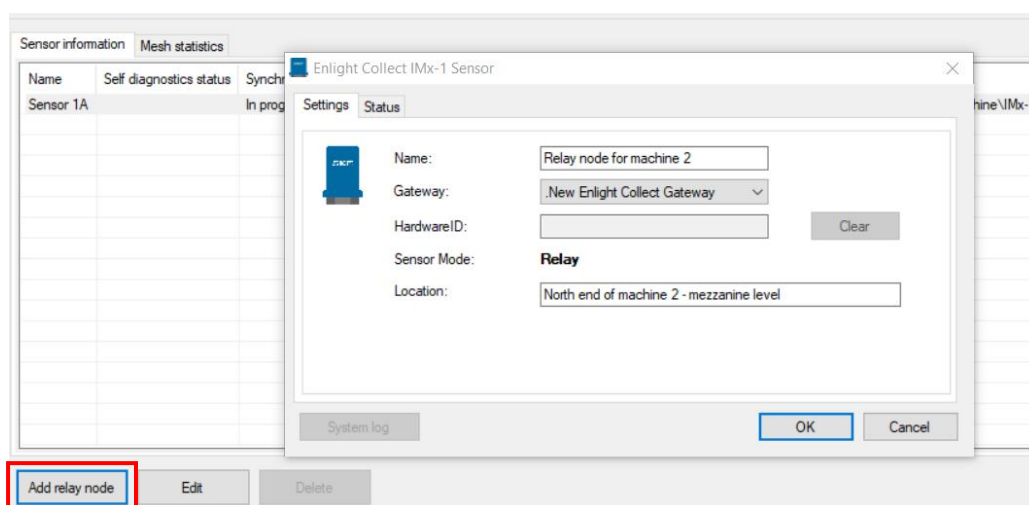 Sensor information Mesh statistics
Name Self diagnostics status Synchr
Sensor 1A In prog
hine\IMx-
Enlight Collect IMx-1 Sensor
Settings Status
SKF
Name: Relay node for machine 2
Gateway: .New Enlight Collect Gateway
HardwareID: Clear
Sensor Mode: Relay
Location: North end of machine 2 - mezzanine level
System log OK Cancel
Add relay node Edit Delete